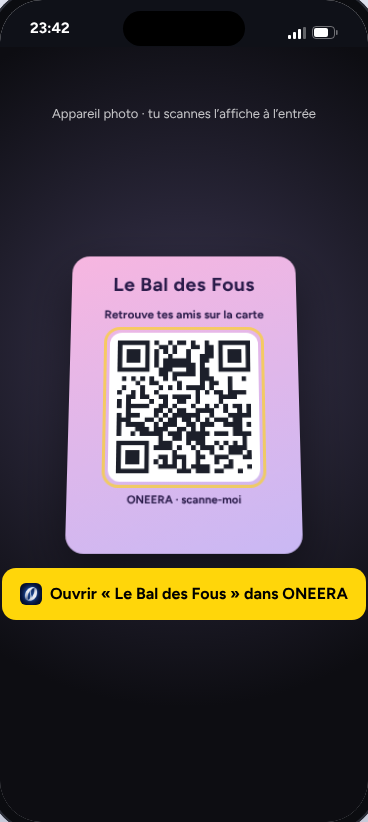 23:42
Appareil photo · tu scannes l’affiche à l’entrée
Le Bal des Fous
Retrouve tes amis sur la carte
ONEERA · scanne-moi
Ouvrir « Le Bal des Fous » dans ONEERA